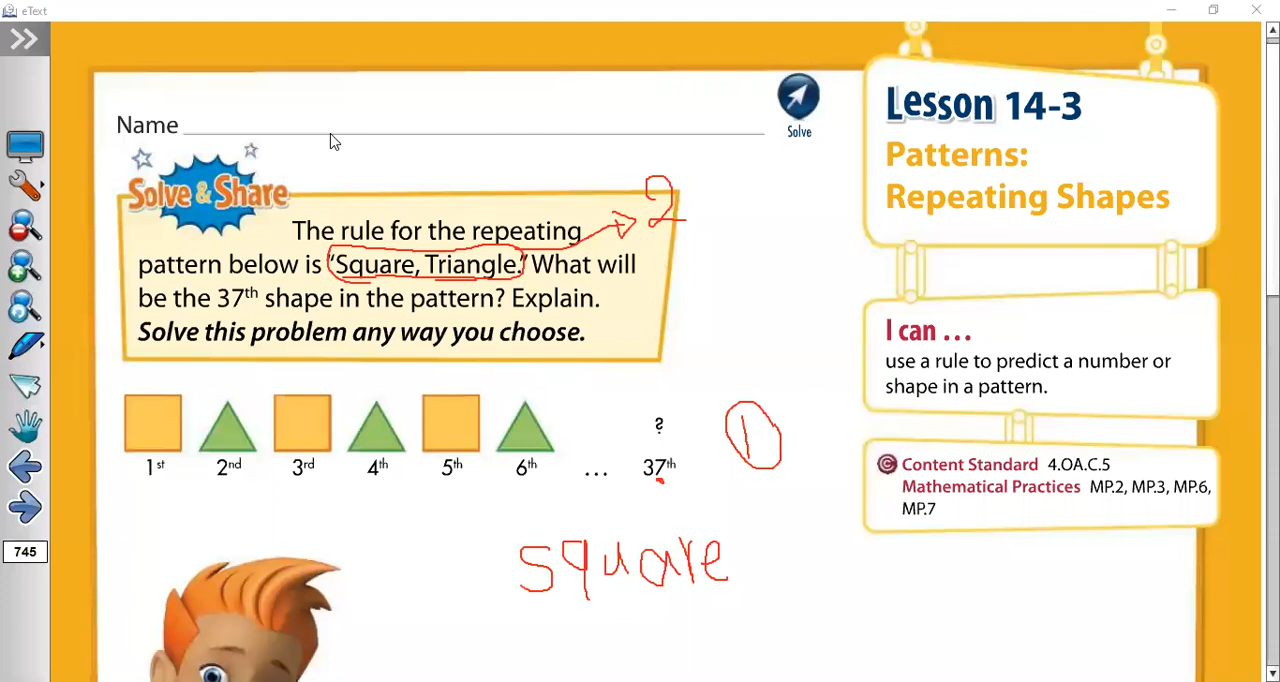 eText
Name
Solve
Lesson 14-3
Patterns:
Repeating Shapes
Solve & Share
2
The rule for the repeating
pattern below is "Square, Triangle." What will
be the 37th shape in the pattern? Explain.
Solve this problem any way you choose.
I can ...
use a rule to predict a number or
shape in a pattern.
? 1
1st 2nd 3rd 4th 5th 6th ... 37th
Content Standard 4.OA.C.5
Mathematical Practices MP.2, MP.3, MP.6,
MP.7
square
745